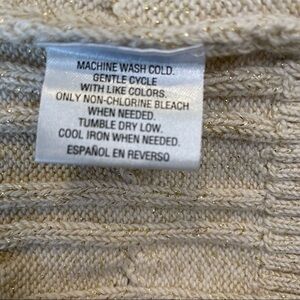 MACHINE WASH COLD.
GENTLE CYCLE
WITH LIKE COLORS.
ONLY NON-CHLORINE BLEACH
WHEN NEEDED.
TUMBLE DRY LOW.
COOL IRON WHEN NEEDED.
ESPAÑOL EN REVERSO